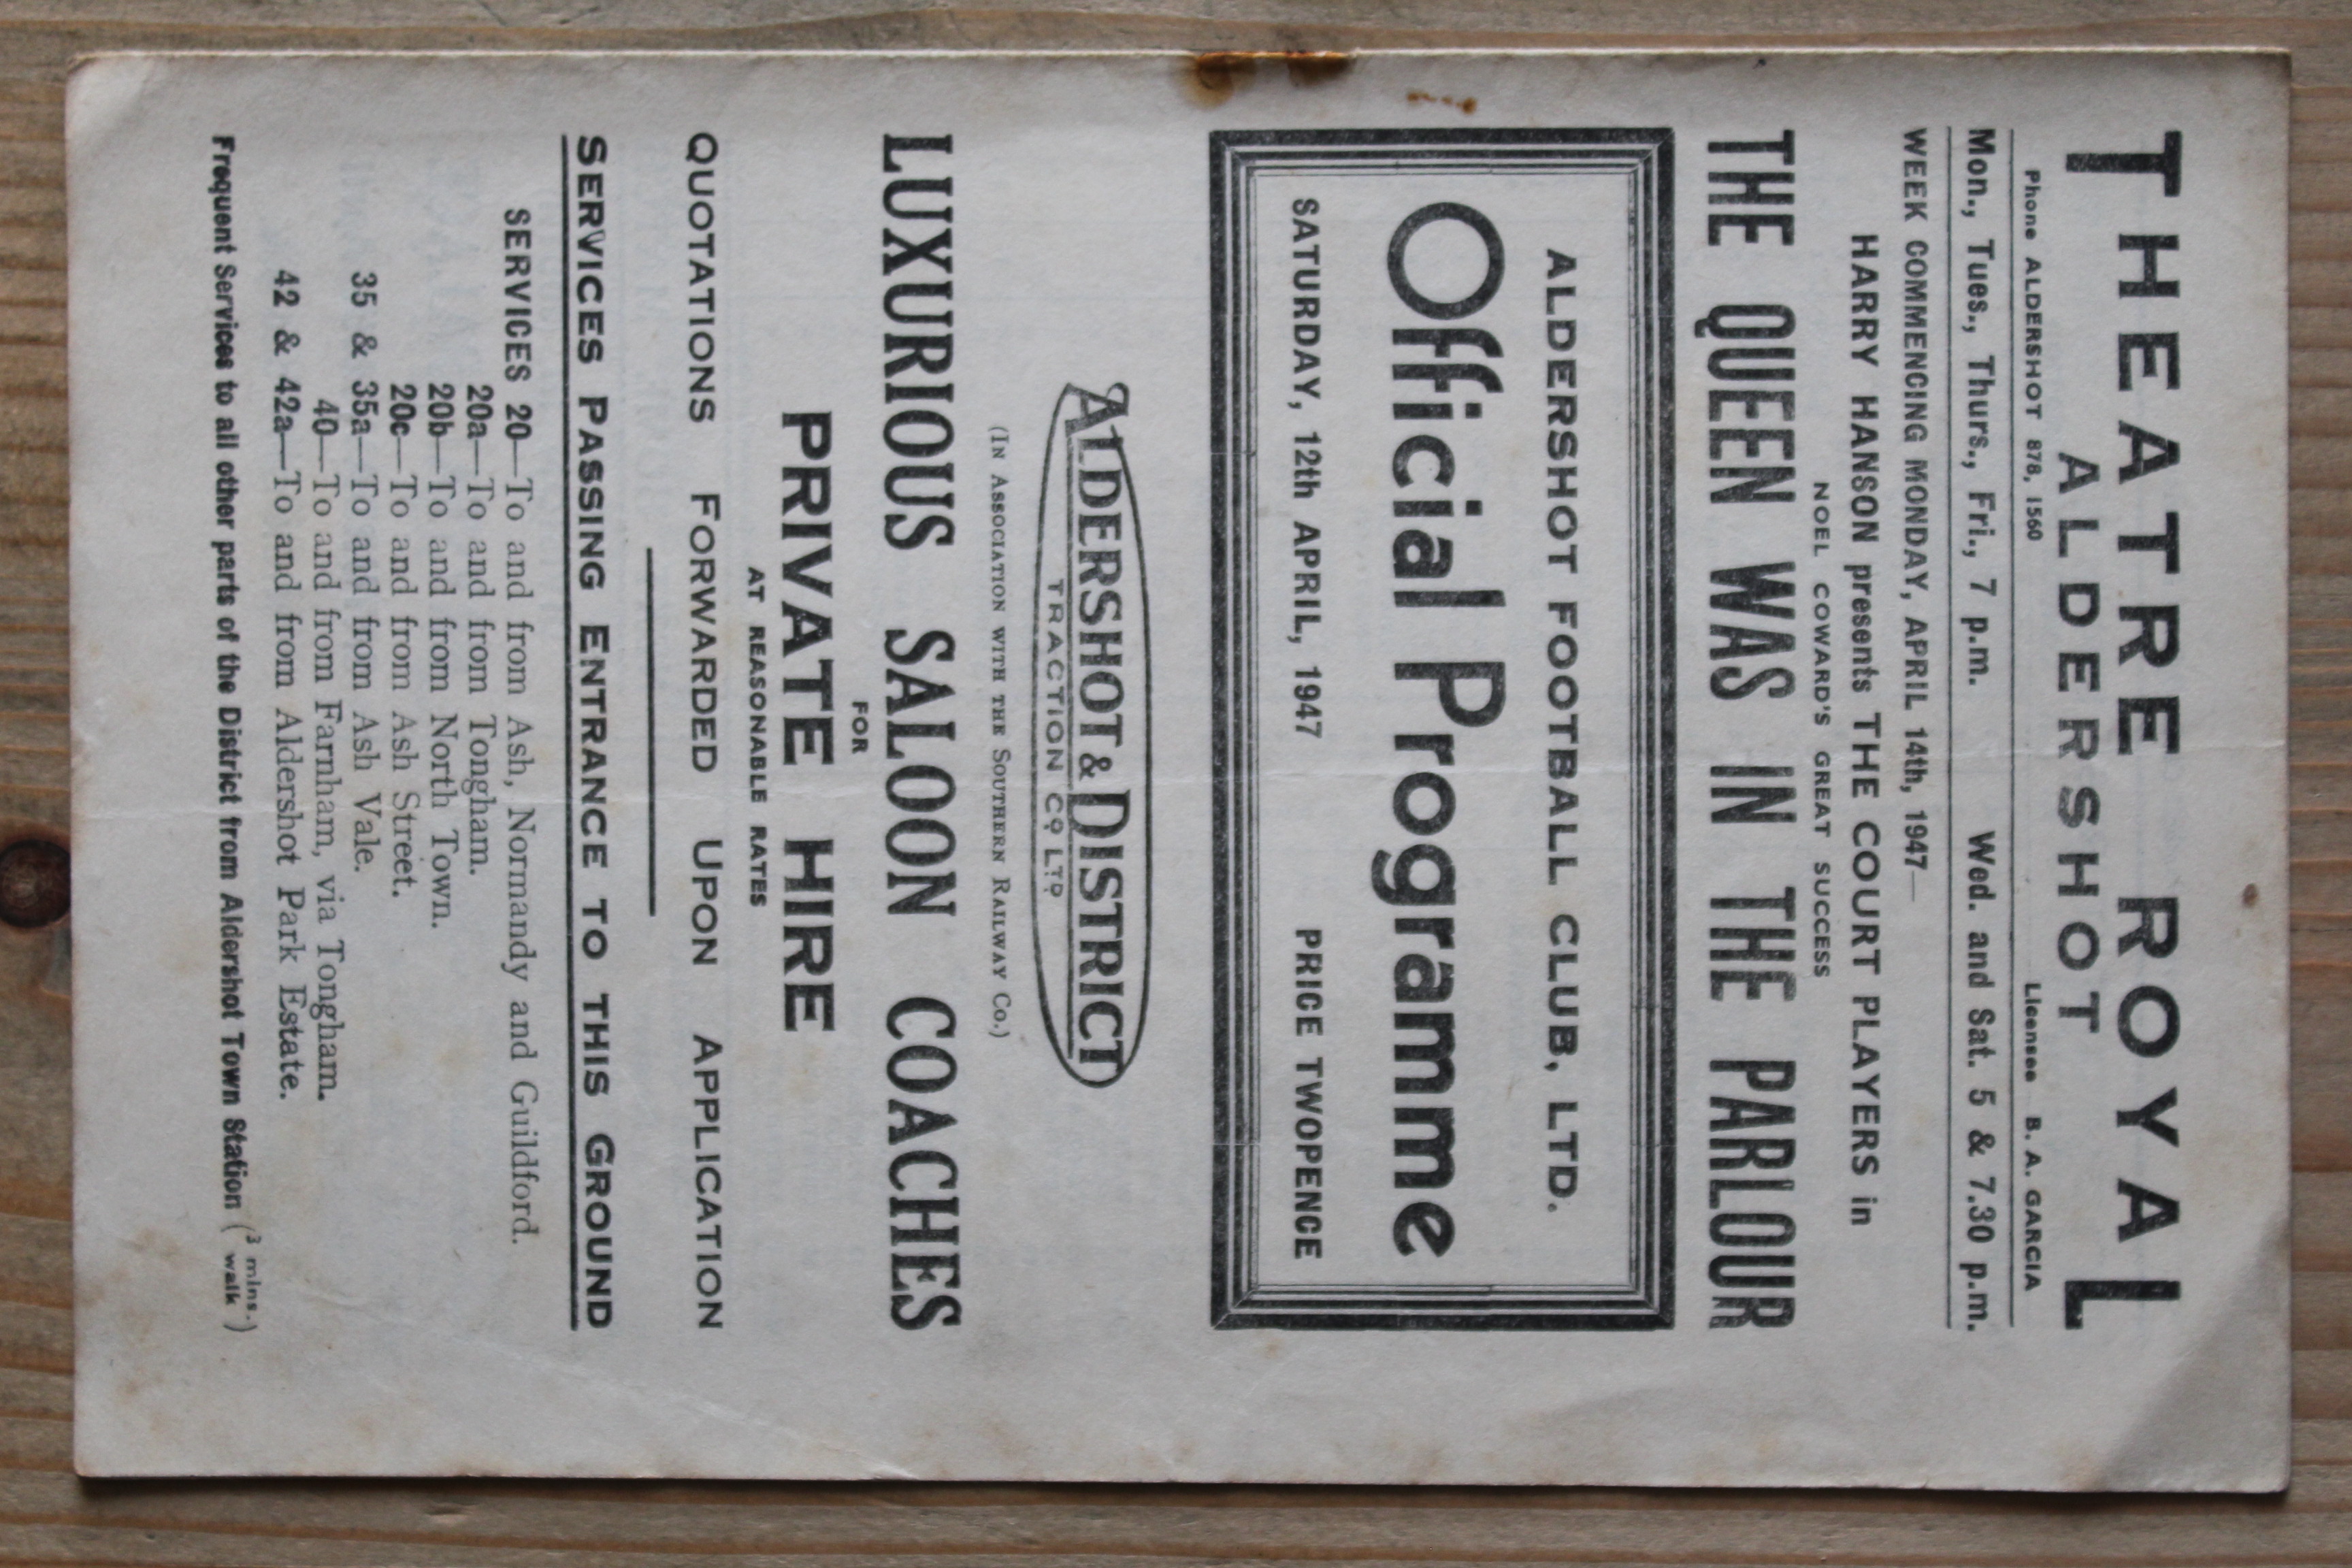 THEATRE ROYAL
ALDERSHOT
Phone ALDERSHOT 878, 1560 Licensee B. A. GARCIA
Mon., Tues., Thurs., Fri., 7 p.m. Wed. and Sat. 5 & 7.30 p.m.
WEEK COMMENCING MONDAY, APRIL 14th, 1947—
HARRY HANSON presents THE COURT PLAYERS in
NOEL COWARD'S GREAT SUCCESS
THE QUEEN WAS IN THE PARLOUR
ALDERSHOT FOOTBALL CLUB, LTD.
Official Programme
SATURDAY, 12th APRIL, 1947 PRICE TWOPENCE
ALDERSHOT & DISTRICT
TRACTION CO LTD
(IN ASSOCIATION WITH THE SOUTHERN RAILWAY CO.)
LUXURIOUS SALOON COACHES
FOR
PRIVATE HIRE
AT REASONABLE RATES
QUOTATIONS FORWARDED UPON APPLICATION
SERVICES PASSING ENTRANCE TO THIS GROUND
SERVICES 20—To and from Ash, Normandy and Guildford.
20a—To and from Tongham.
20b—To and from North Town.
20c—To and from Ash Street.
35 & 35a—To and from Ash Vale.
40—To and from Farnham, via Tongham.
42 & 42a—To and from Aldershot Park Estate.
Frequent Services to all other parts of the District from Aldershot Town Station (3 mins. walk)